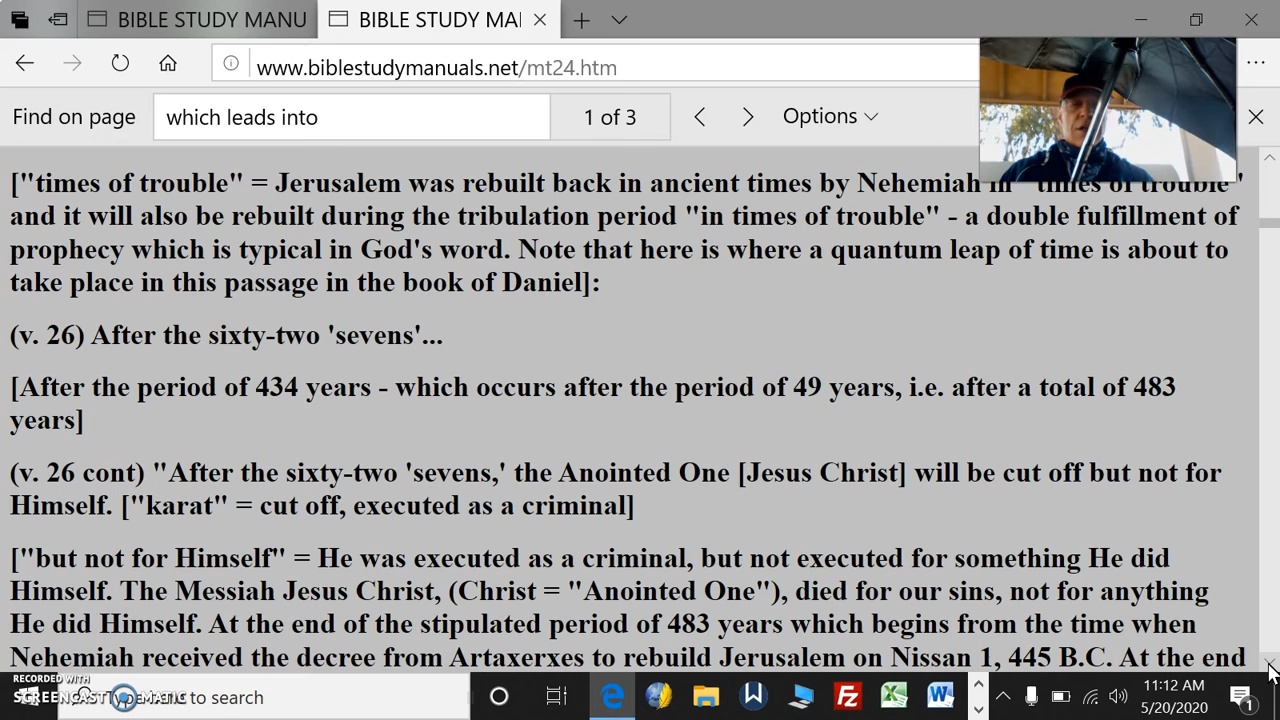 BIBLE STUDY MANU
BIBLE STUDY MAI
www.biblestudymanuals.net/mt24.htm
Find on page
which leads into
1 of 3
Options
["times of trouble" = Jerusalem was rebuilt back in ancient times by Nehemiah in "times of trouble"
and it will also be rebuilt during the tribulation period "in times of trouble" - a double fulfillment of
prophecy which is typical in God's word. Note that here is where a quantum leap of time is about to
take place in this passage in the book of Daniel]:
(v. 26) After the sixty-two 'sevens'...
[After the period of 434 years - which occurs after the period of 49 years, i.e. after a total of 483
years]
(v. 26 cont) "After the sixty-two 'sevens,' the Anointed One [Jesus Christ] will be cut off but not for
Himself. ["karat" = cut off, executed as a criminal]
["but not for Himself" = He was executed as a criminal, but not executed for something He did
Himself. The Messiah Jesus Christ, (Christ = "Anointed One"), died for our sins, not for anything
He did Himself. At the end of the stipulated period of 483 years which begins from the time when
Nehemiah received the decree from Artaxerxes to rebuild Jerusalem on Nissan 1, 445 B.C. At the end
RECORDED WITH
SCREENCAST MATIC
to search
11:12 AM
5/20/2020
1